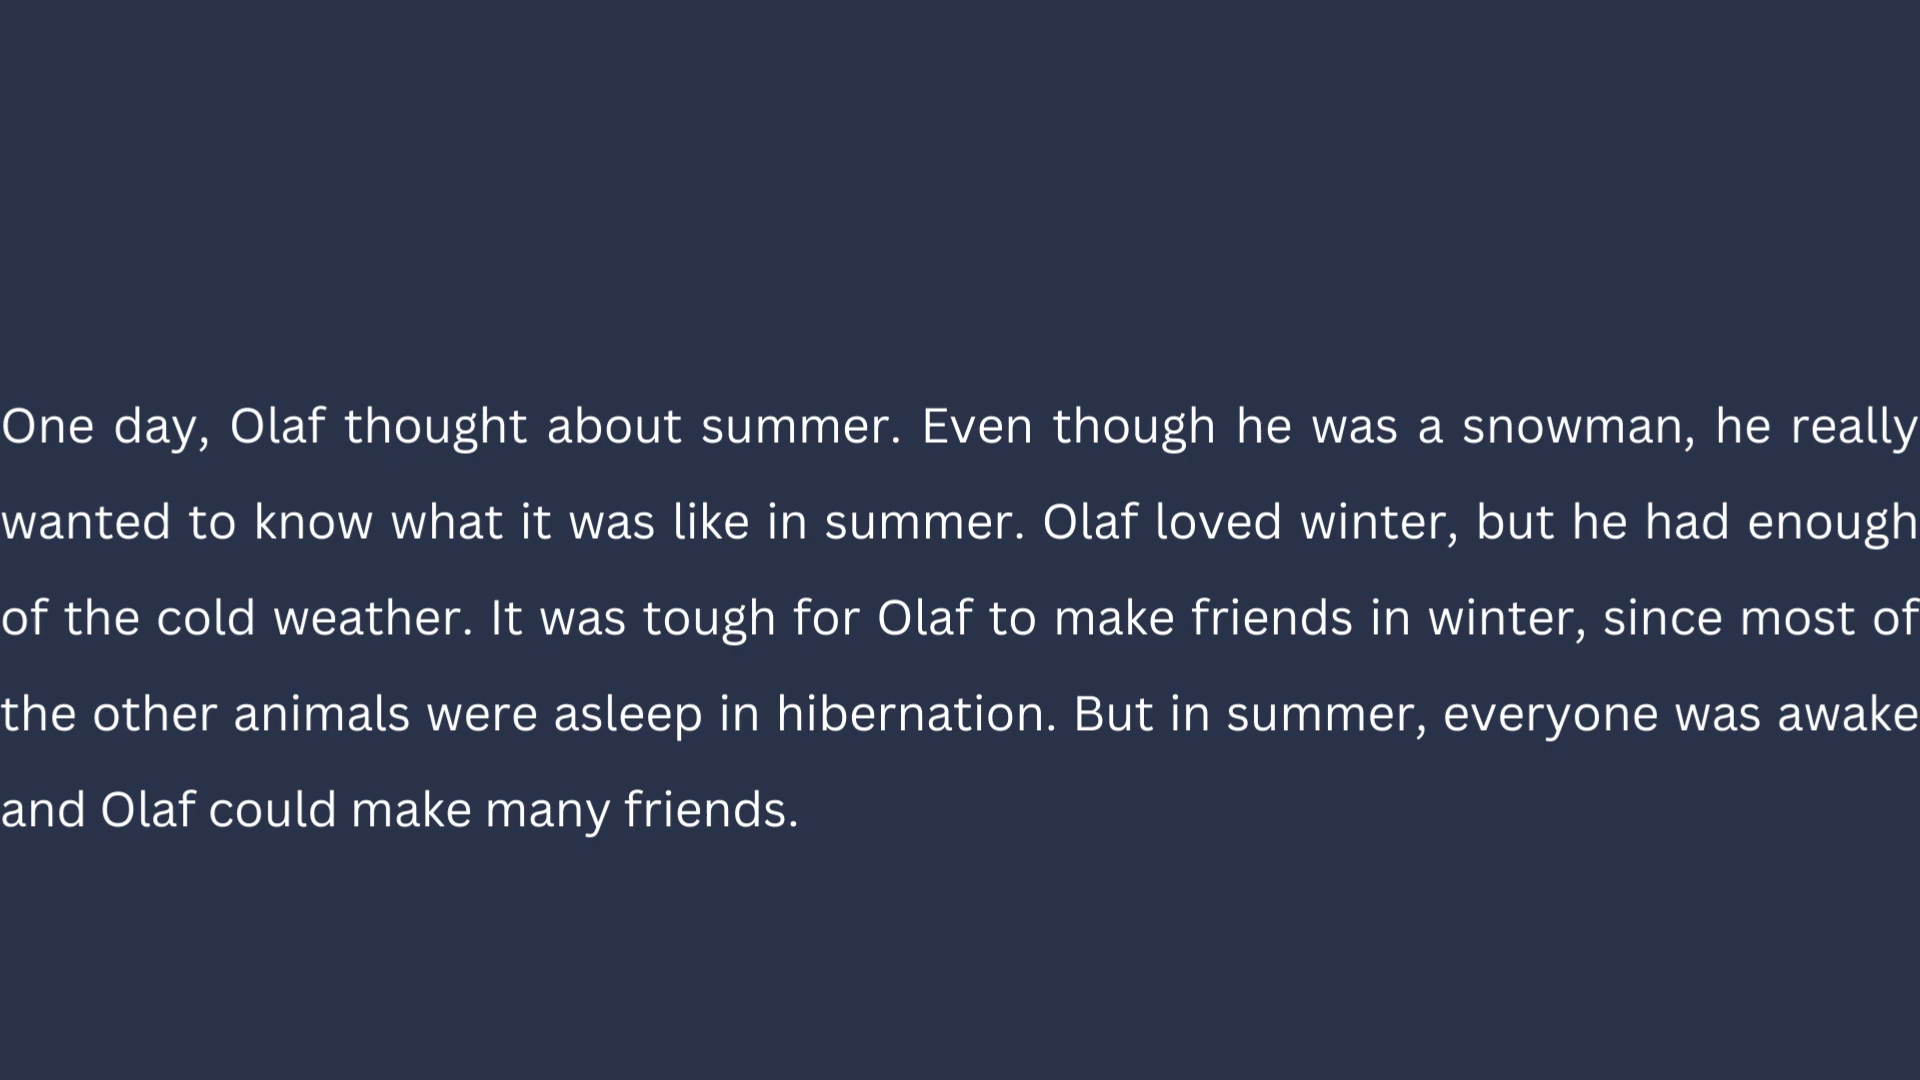 One day, Olaf thought about summer. Even though he was a snowman, he really
wanted to know what it was like in summer. Olaf loved winter, but he had enough
of the cold weather. It was tough for Olaf to make friends in winter, since most of
the other animals were asleep in hibernation. But in summer, everyone was awake
and Olaf could make many friends.